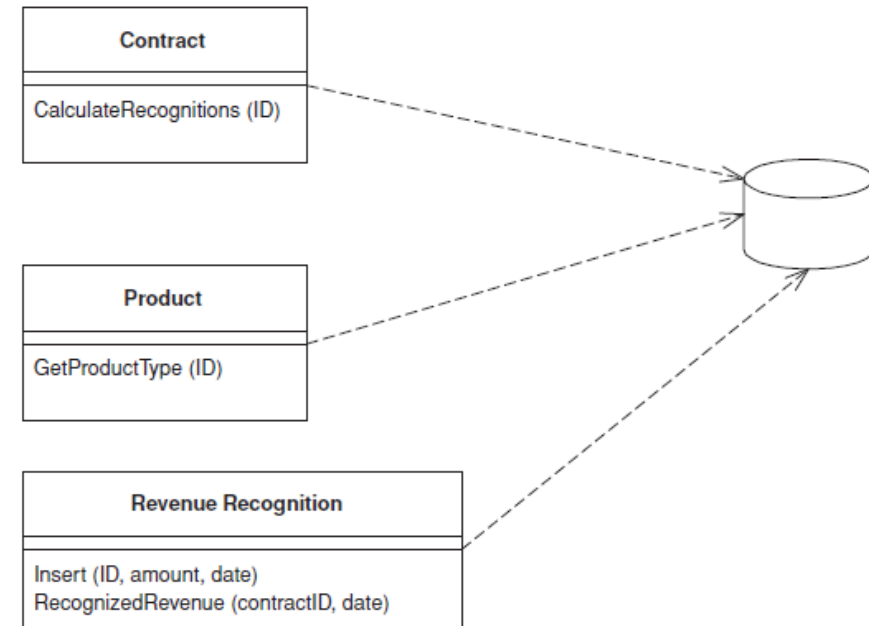 Contract
CalculateRecognitions (ID)
Product
GetProductType (ID)
Revenue Recognition
Insert (ID, amount, date)
RecognizedRevenue (contractID, date)